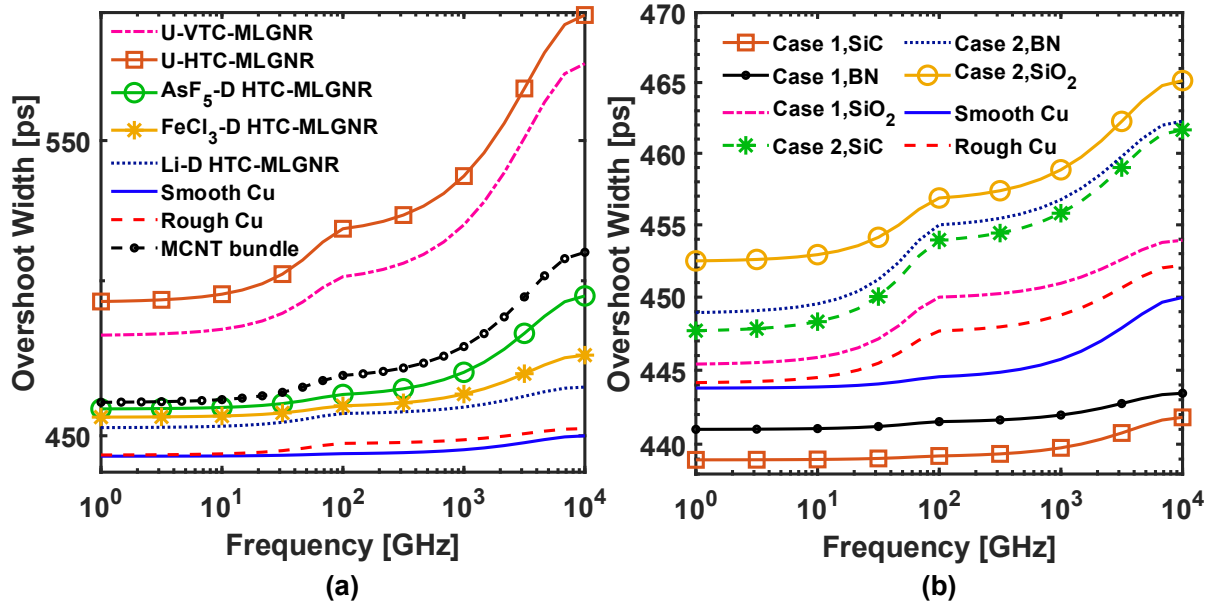 U-VTC-MLGNR
U-HTC-MLGNR
AsF5-D HTC-MLGNR
FeCl3-D HTC-MLGNR
Li-D HTC-MLGNR
Smooth Cu
Rough Cu
MCNT bundle
Overshoot Width [ps]
550
450
10^0 10^1 10^2 10^3 10^4
Frequency [GHz]
(a)
Case 1,SiC
Case 1,BN
Case 1,SiO2
Case 2,SiC
Case 2,BN
Case 2,SiO2
Smooth Cu
Rough Cu
Overshoot Width [ps]
470
465
460
455
450
445
440
10^0 10^1 10^2 10^3 10^4
Frequency [GHz]
(b)